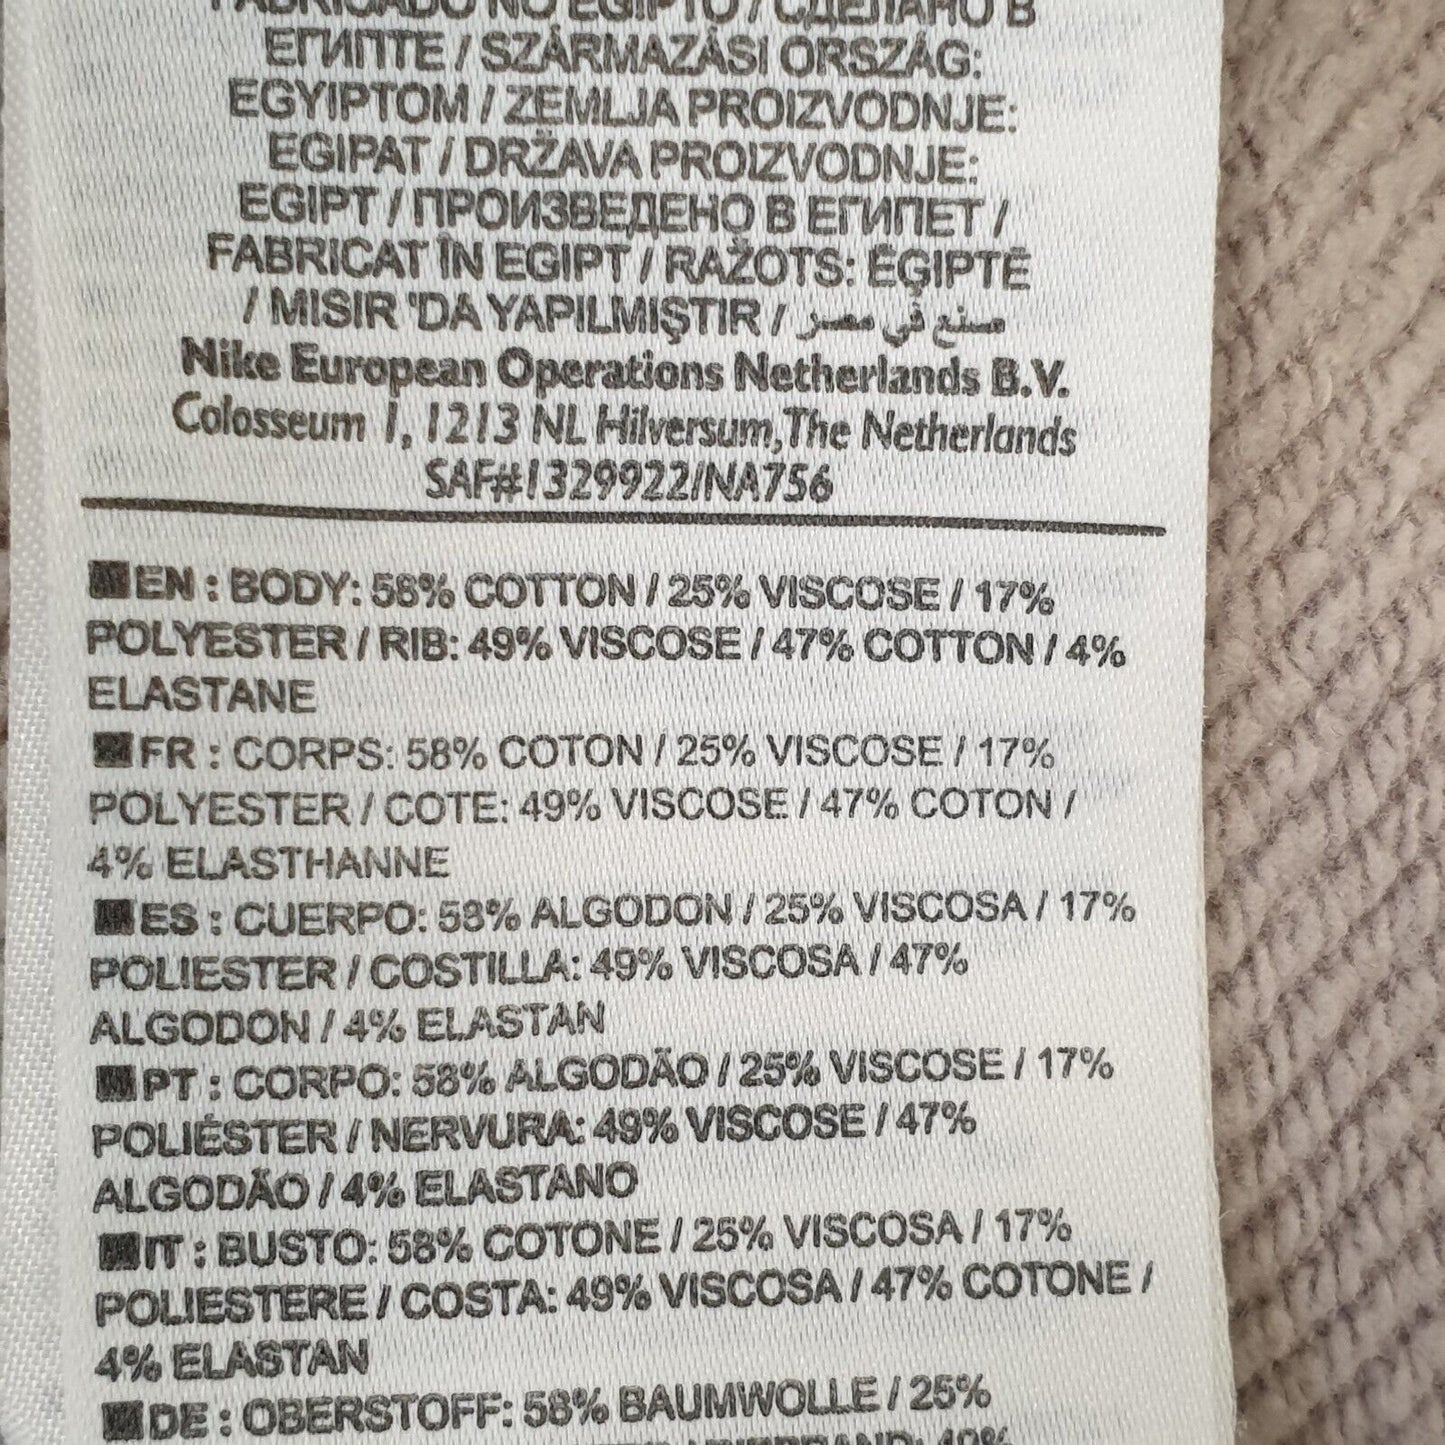 FABRICADO NO EGIPTO / СДЕЛАНО В
ЕГИПТЕ / SZÁRMAZÁSI ORSZÁG:
EGYIPTOM / ZEMLJA PROIZVODNJE:
EGIPAT / DRŽAVA PROIZVODNJE:
EGIPT / ПРОИЗВЕДЕНО В ЕГИПЕТ /
FABRICAT ÎN EGIPT / RAŽOTS: ĒĢIPTĒ
/ MISIR 'DA YAPILMIŞTIR / صنع في مصر
Nike European Operations Netherlands B.V.
Colosseum 1, 1213 NL Hilversum, The Netherlands
SAF#1329922/NA756
EN : BODY: 58% COTTON / 25% VISCOSE / 17%
POLYESTER / RIB: 49% VISCOSE / 47% COTTON / 4%
ELASTANE
FR : CORPS: 58% COTON / 25% VISCOSE / 17%
POLYESTER / COTE: 49% VISCOSE / 47% COTON /
4% ELASTHANNE
ES : CUERPO: 58% ALGODON / 25% VISCOSA / 17%
POLIESTER / COSTILLA: 49% VISCOSA / 47%
ALGODON / 4% ELASTAN
PT : CORPO: 58% ALGODÃO / 25% VISCOSE / 17%
POLIÉSTER / NERVURA: 49% VISCOSE / 47%
ALGODÃO / 4% ELASTANO
IT : BUSTO: 58% COTONE / 25% VISCOSA / 17%
POLIESTERE / COSTA: 49% VISCOSA / 47% COTONE /
4% ELASTAN
DE : OBERSTOFF: 58% BAUMWOLLE / 25%
49%